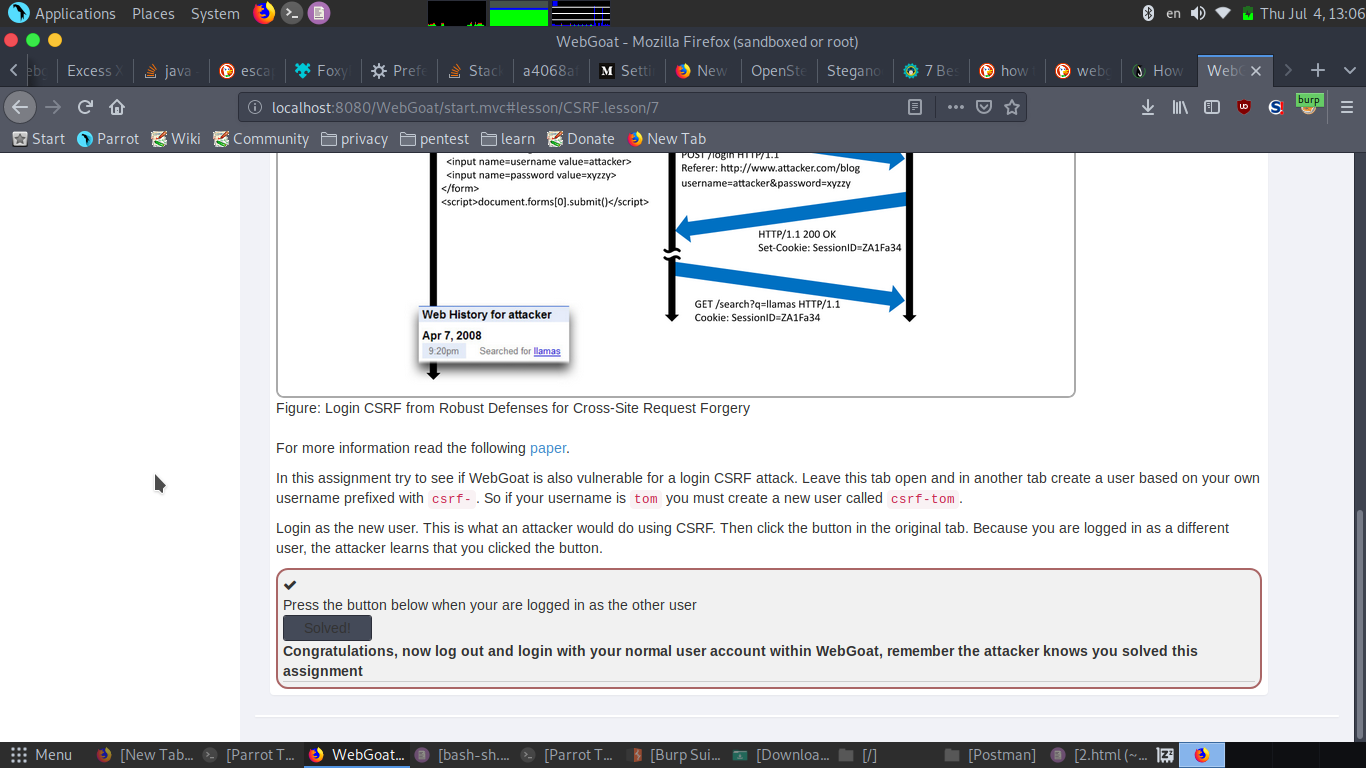 Applications Places System en Thu Jul 4, 13:06
WebGoat - Mozilla Firefox (sandboxed or root)
Excess X java escap Foxy Prefe Stack a4068a M Setti New OpenSte Stegano 7 Bes how webg How WebG
localhost:8080/WebGoat/start.mvc#lesson/CSRF.lesson/7 burp
Start Parrot Wiki Community privacy pentest learn Donate New Tab
<input name=username value=attacker>
<input name=password value=xyzzy>
</form>
<script>document.forms[0].submit()</script>
POST /login HTTP/1.1
Referer: http://www.attacker.com/blog
username=attacker&password=xyzzy
HTTP/1.1 200 OK
Set-Cookie: SessionID=ZA1Fa34
GET /search?q=llamas HTTP/1.1
Cookie: SessionID=ZA1Fa34
Web History for attacker
Apr 7, 2008
9:20pm Searched for llamas
Figure: Login CSRF from Robust Defenses for Cross-Site Request Forgery
For more information read the following paper.
In this assignment try to see if WebGoat is also vulnerable for a login CSRF attack. Leave this tab open and in another tab create a user based on your own
username prefixed with csrf-. So if your username is tom you must create a new user called csrf-tom.
Login as the new user. This is what an attacker would do using CSRF. Then click the button in the original tab. Because you are logged in as a different
user, the attacker learns that you clicked the button.
Press the button below when your are logged in as the other user
Solved!
Congratulations, now log out and login with your normal user account within WebGoat, remember the attacker knows you solved this
assignment
Menu [New Tab... [Parrot T... WebGoat... [bash-sh... [Parrot T... [Burp Sui... [Downloa... [/] [Postman] [2.html (~...